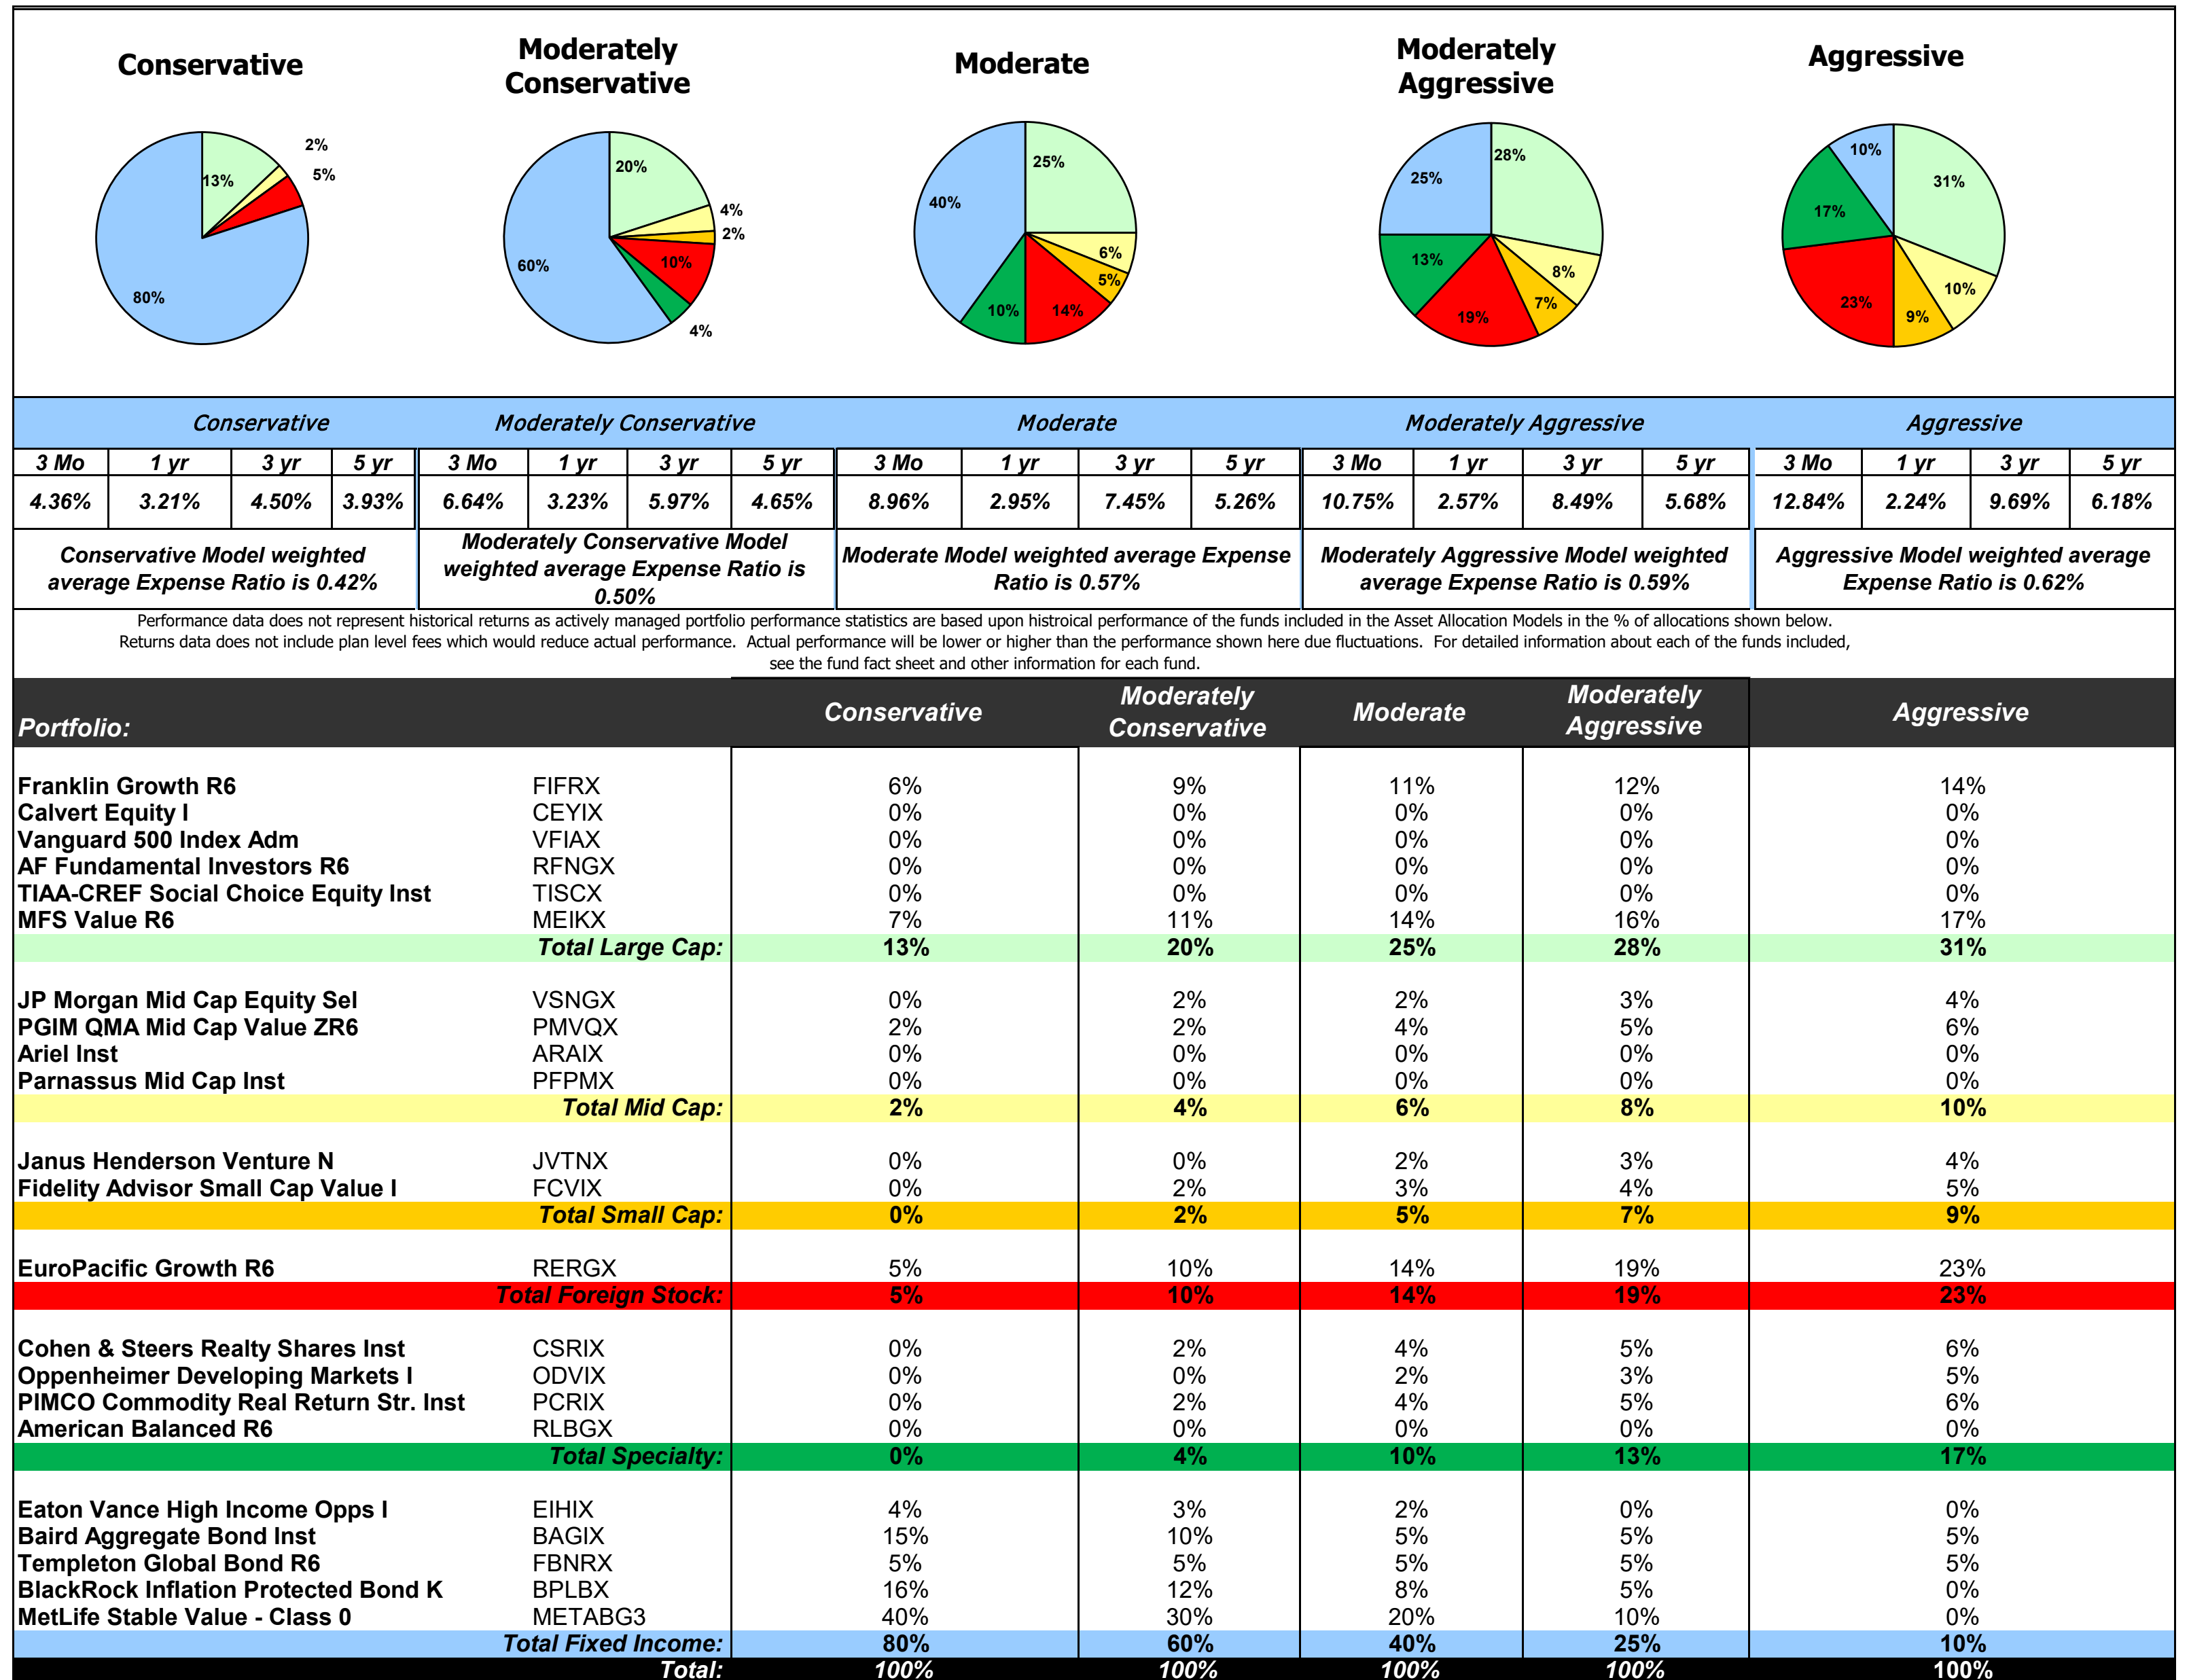 Conservative
Moderately
Conservative
Moderate
Moderately
Aggressive
Aggressive
13%
2%
5%
80%
20%
4%
2%
10%
4%
60%
25%
6%
5%
14%
10%
40%
28%
8%
7%
19%
13%
25%
31%
10%
9%
23%
17%
10%
Conservative Moderately Conservative Moderate Moderately Aggressive Aggressive
3 Mo 1 yr 3 yr 5 yr 3 Mo 1 yr 3 yr 5 yr 3 Mo 1 yr 3 yr 5 yr 3 Mo 1 yr 3 yr 5 yr 3 Mo 1 yr 3 yr 5 yr
4.36% 3.21% 4.50% 3.93% 6.64% 3.23% 5.97% 4.65% 8.96% 2.95% 7.45% 5.26% 10.75% 2.57% 8.49% 5.68% 12.84% 2.24% 9.69% 6.18%
Conservative Model weighted
average Expense Ratio is 0.42%
Moderately Conservative Model
weighted average Expense Ratio is
0.50%
Moderate Model weighted average Expense
Ratio is 0.57%
Moderately Aggressive Model weighted
average Expense Ratio is 0.59%
Aggressive Model weighted average
Expense Ratio is 0.62%
Performance data does not represent historical returns as actively managed portfolio performance statistics are based upon histroical performance of the funds included in the Asset Allocation Models in the % of allocations shown below.
Returns data does not include plan level fees which would reduce actual performance. Actual performance will be lower or higher than the performance shown here due fluctuations. For detailed information about each of the funds included,
see the fund fact sheet and other information for each fund.
Portfolio: Conservative Moderately Conservative Moderate Moderately Aggressive Aggressive
Franklin Growth R6 FIFRX 6% 9% 11% 12% 14%
Calvert Equity I CEYIX 0% 0% 0% 0% 0%
Vanguard 500 Index Adm VFIAX 0% 0% 0% 0% 0%
AF Fundamental Investors R6 RFNGX 0% 0% 0% 0% 0%
TIAA-CREF Social Choice Equity Inst TISCX 0% 0% 0% 0% 0%
MFS Value R6 MEIKX 7% 11% 14% 16% 17%
Total Large Cap: 13% 20% 25% 28% 31%
JP Morgan Mid Cap Equity Sel VSNGX 0% 2% 2% 3% 4%
PGIM QMA Mid Cap Value ZR6 PMVQX 2% 2% 4% 5% 6%
Ariel Inst ARAIX 0% 0% 0% 0% 0%
Parnassus Mid Cap Inst PFPMX 0% 0% 0% 0% 0%
Total Mid Cap: 2% 4% 6% 8% 10%
Janus Henderson Venture N JVTNX 0% 0% 2% 3% 4%
Fidelity Advisor Small Cap Value I FCVIX 0% 2% 3% 4% 5%
Total Small Cap: 0% 2% 5% 7% 9%
EuroPacific Growth R6 RERGX 5% 10% 14% 19% 23%
Total Foreign Stock: 5% 10% 14% 19% 23%
Cohen & Steers Realty Shares Inst CSRIX 0% 2% 4% 5% 6%
Oppenheimer Developing Markets I ODVIX 0% 0% 2% 3% 5%
PIMCO Commodity Real Return Str. Inst PCRIX 0% 2% 4% 5% 6%
American Balanced R6 RLBGX 0% 0% 0% 0% 0%
Total Specialty: 0% 4% 10% 13% 17%
Eaton Vance High Income Opps I EIHIX 4% 3% 2% 0% 0%
Baird Aggregate Bond Inst BAGIX 15% 10% 5% 5% 5%
Templeton Global Bond R6 FBNRX 5% 5% 5% 5% 5%
BlackRock Inflation Protected Bond K BPLBX 16% 12% 8% 5% 0%
MetLife Stable Value - Class 0 METABG3 40% 30% 20% 10% 0%
Total Fixed Income: 80% 60% 40% 25% 10%
Total: 100% 100% 100% 100% 100%